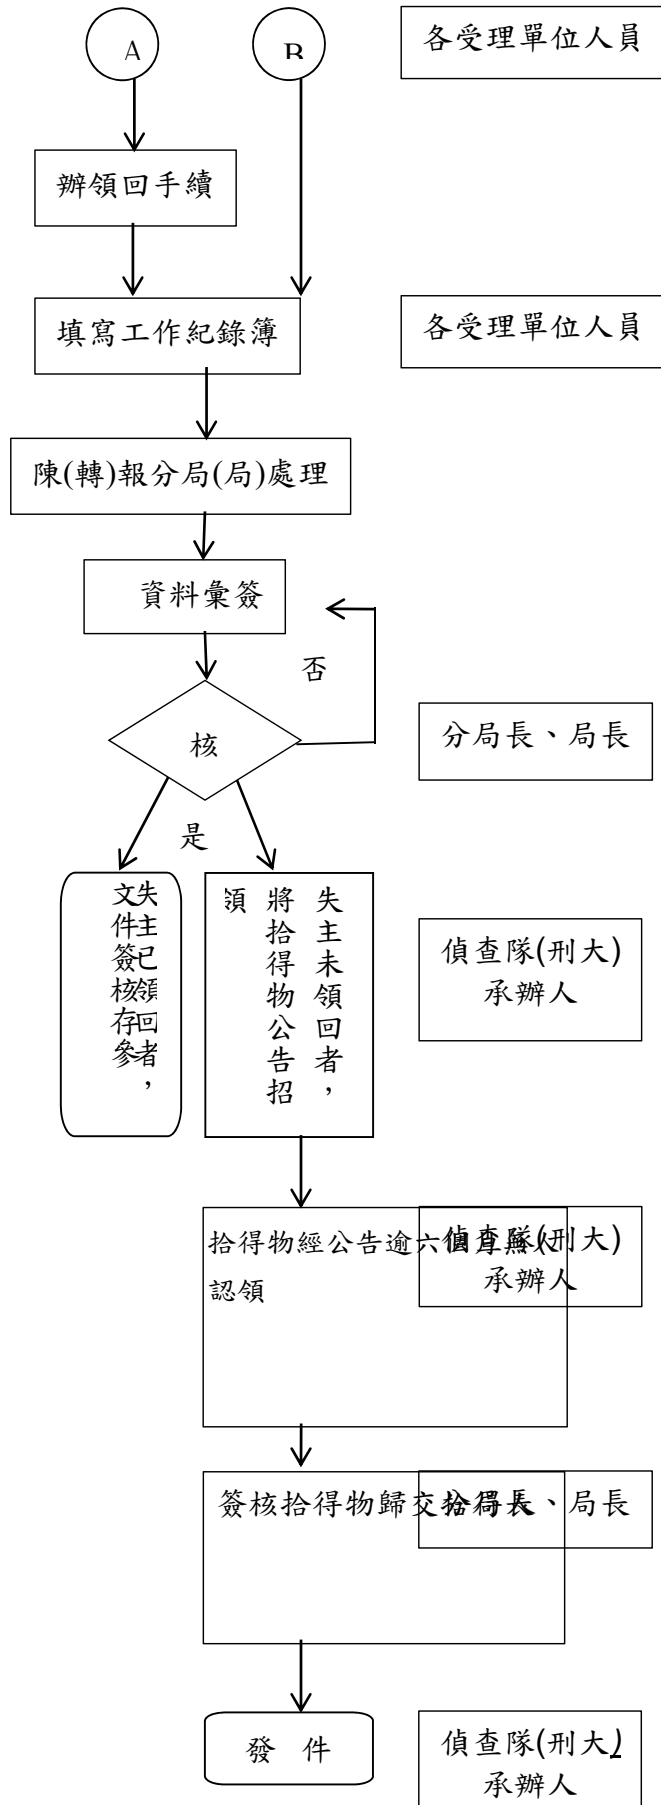 A
B
各受理單位人員
辦領回手續
填寫工作紀錄簿
各受理單位人員
陳(轉)報分局(局)處理
資料彙簽
否
核
分局長、局長
是
失主已領回者，
文件簽核存參
失主未領回者，
將拾得物公告招
領
偵查隊(刑大)
承辦人
拾得物經公告逾六個月無人
認領
偵查隊(刑大)
承辦人
簽核拾得物歸交拾得人
分局長、局長
發 件
偵查隊(刑大)
承辦人